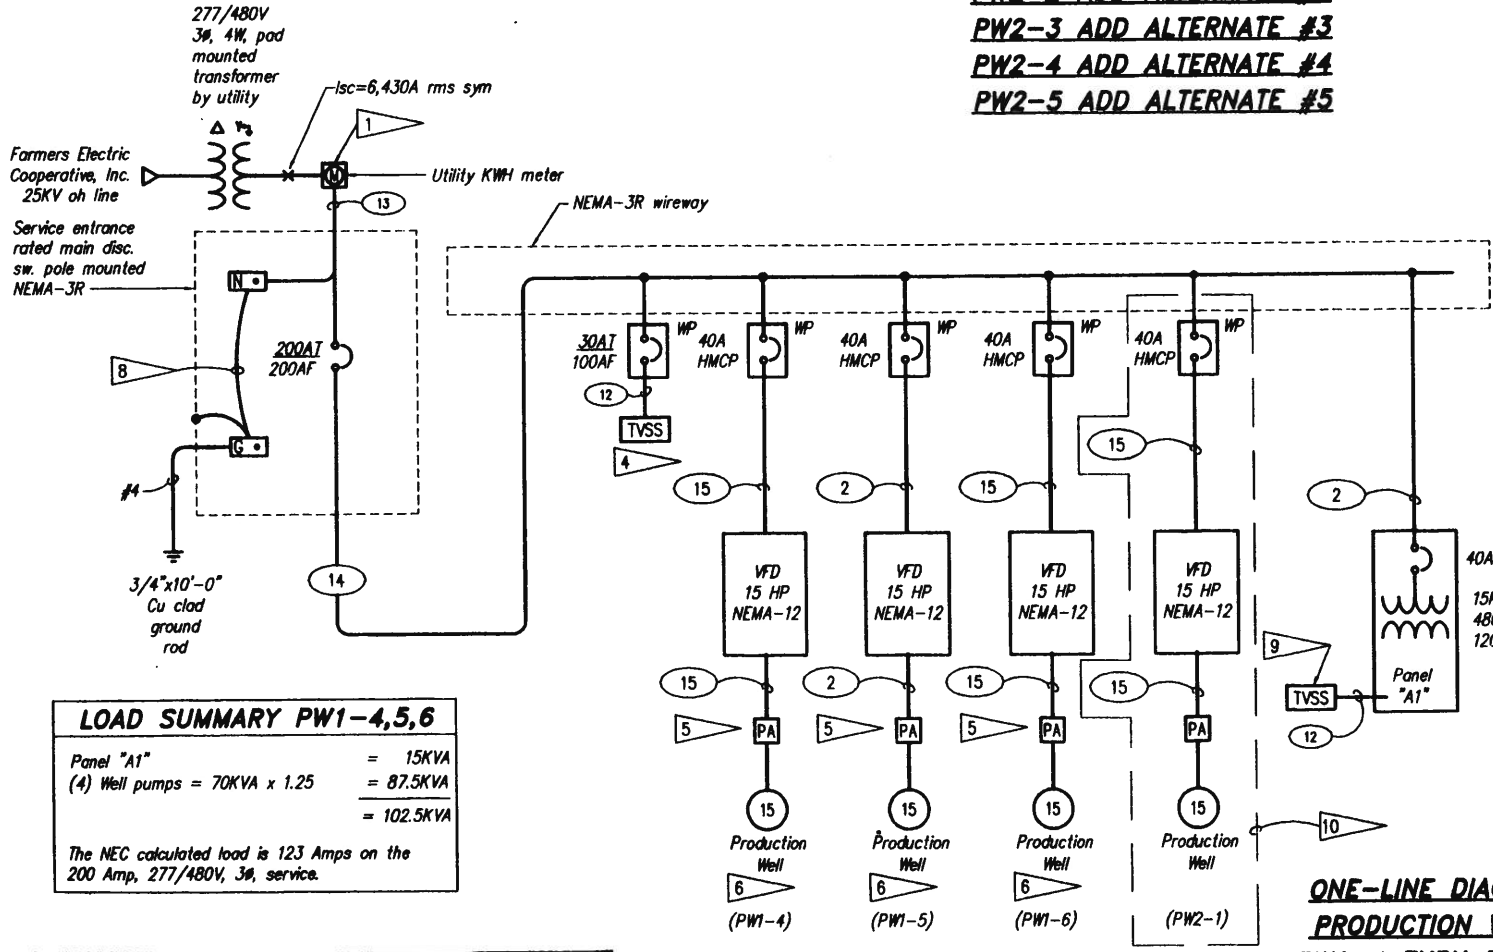 PW2-3 ADD ALTERNATE #3
PW2-4 ADD ALTERNATE #4
PW2-5 ADD ALTERNATE #5
277/480V
3ø, 4W, pad
mounted
transformer
by utility
Isc=6,430A rms sym
1
Farmers Electric
Cooperative, Inc.
25KV oh line
M
Utility KWH meter
13
NEMA-3R wireway
Service entrance
rated main disc.
sw. pole mounted
NEMA-3R
N
200AT
200AF
8
G
#4
3/4"x10'-0"
Cu clad
ground
rod
14
30AT
100AF
WP
12
TVSS
4
40A
HMCP
WP
40A
HMCP
WP
40A
HMCP
WP
40A
HMCP
WP
15
2
15
15
2
VFD
15 HP
NEMA-12
VFD
15 HP
NEMA-12
VFD
15 HP
NEMA-12
VFD
15 HP
NEMA-12
40A
Panel
"A1"
9
TVSS
12
15
2
15
15
5
PA
5
PA
5
PA
PA
15
15
15
15
Production
Well
Production
Well
Production
Well
Production
Well
6
6
6
10
(PW1-4)
(PW1-5)
(PW1-6)
(PW2-1)
LOAD SUMMARY PW1-4,5,6
Panel "A1" = 15KVA
(4) Well pumps = 70KVA x 1.25 = 87.5KVA
= 102.5KVA
The NEC calculated load is 123 Amps on the
200 Amp, 277/480V, 3ø, service.
ONE-LINE
PRODUCTION